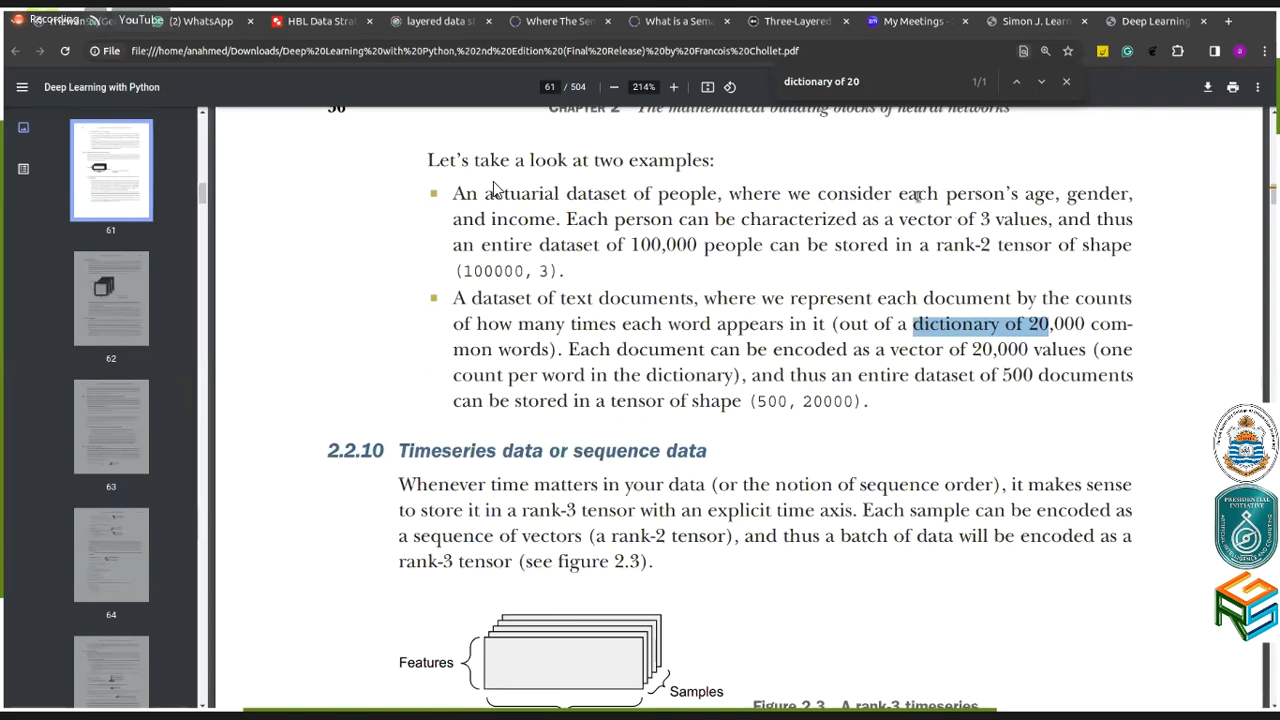 Recording
YouTube
(2) WhatsApp
HBL Data Strat
layered data s
Where The Sen
What is a Sema
Three-Layered
My Meetings -
Simon J. Learn
Deep Learning
File
file:///home/anahmed/Downloads/Deep%20Learning%20with%20Python,%202nd%20Edition%20(Final%20Release)%20by%20Francois%20Chollet.pdf
Deep Learning with Python
61 / 504
214%
dictionary of 20
1/1
CHAPTER 2 The mathematical building blocks of neural networks
Let's take a look at two examples:
An actuarial dataset of people, where we consider each person's age, gender,
and income. Each person can be characterized as a vector of 3 values, and thus
an entire dataset of 100,000 people can be stored in a rank-2 tensor of shape
(100000, 3).
A dataset of text documents, where we represent each document by the counts
of how many times each word appears in it (out of a dictionary of 20,000 com-
mon words). Each document can be encoded as a vector of 20,000 values (one
count per word in the dictionary), and thus an entire dataset of 500 documents
can be stored in a tensor of shape (500, 20000).
2.2.10 Timeseries data or sequence data
Whenever time matters in your data (or the notion of sequence order), it makes sense
to store it in a rank-3 tensor with an explicit time axis. Each sample can be encoded as
a sequence of vectors (a rank-2 tensor), and thus a batch of data will be encoded as a
rank-3 tensor (see figure 2.3).
Features
Samples
Figure 2.3 A rank-3 timeseries
61
62
63
64
PRESIDENTIAL
INITIATIVE